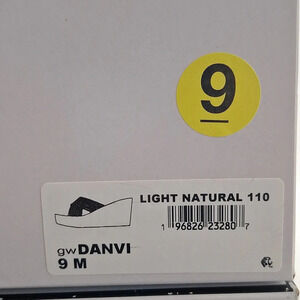 9
LIGHT NATURAL 110
1 96826 23280 7
gwDANVI
9 M